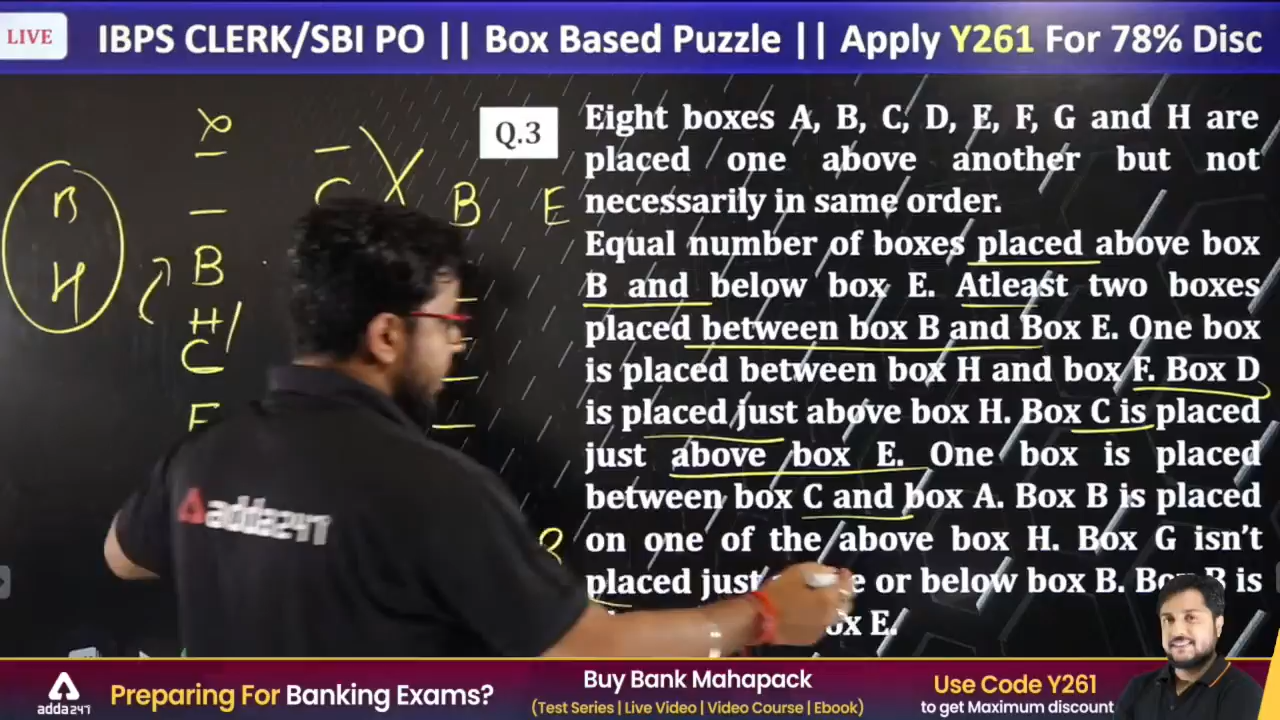 LIVE
IBPS CLERK/SBI PO || Box Based Puzzle || Apply Y261 For 78% Disc
Q.3
Eight boxes A, B, C, D, E, F, G and H are
placed one above another but not
necessarily in same order.
Equal number of boxes placed above box
B and below box E. Atleast two boxes
placed between box B and Box E. One box
is placed between box H and box F. Box D
is placed just above box H. Box C is placed
just above box E. One box is placed
between box C and box A. Box B is placed
on one of the above box H. Box G isn't
placed just or below box B. Box B is
box E.
B
H
B
H
C
C
B
E
adda247
adda247
Preparing For Banking Exams?
Buy Bank Mahapack
(Test Series | Live Video | Video Course | Ebook)
Use Code Y261
to get Maximum discount